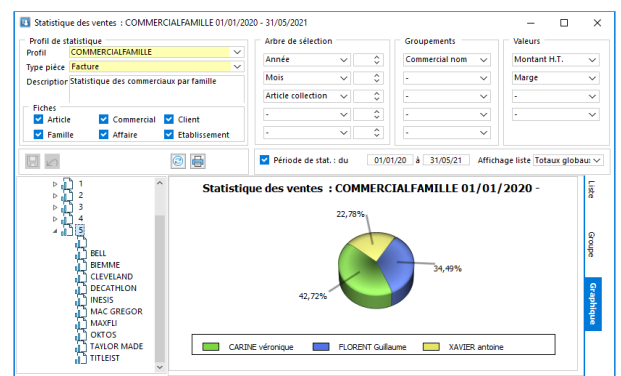 Statistique des ventes : COMMERCIALFAMILLE 01/01/2020 - 31/05/2021
Profil de statistique
Profil COMMERCIALFAMILLE
Type pièce Facture
Description Statistique des commerciaux par famille
Fiches
Article Commercial Client
Famille Affaire Etablissement
Arbre de sélection
Année
Mois
Article collection
-
-
Groupements
Commercial nom
-
-
-
-
Valeurs
Montant H.T.
Marge
-
-
Période de stat. : du 01/01/20 à 31/05/21 Affichage liste Totaux globau:
1
2
3
4
5
BELL
BIEMME
CLEVELAND
DECATHLON
INESIS
MAC GREGOR
MAXFLI
OKTOS
TAYLOR MADE
TITLEIST
Statistique des ventes : COMMERCIALFAMILLE 01/01/2020 -
22,78%
34,49%
42,72%
CARINE véronique FLORENT Guillaume XAVIER antoine
Liste
Groupe
Graphique